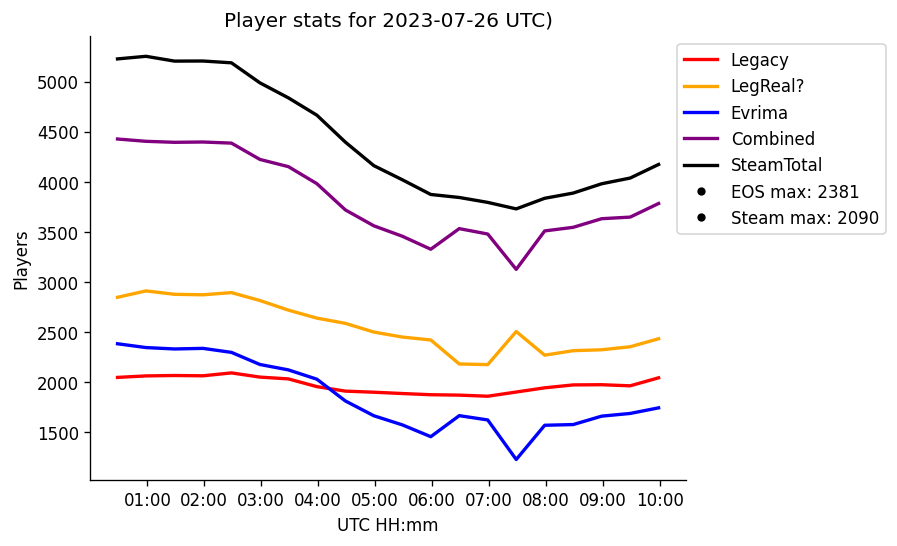 Player stats for 2023-07-26 UTC)
Legacy
LegReal?
Evrima
Combined
SteamTotal
EOS max: 2381
Steam max: 2090
Players
5000
4500
4000
3500
3000
2500
2000
1500
01:00 02:00 03:00 04:00 05:00 06:00 07:00 08:00 09:00 10:00
UTC HH:mm